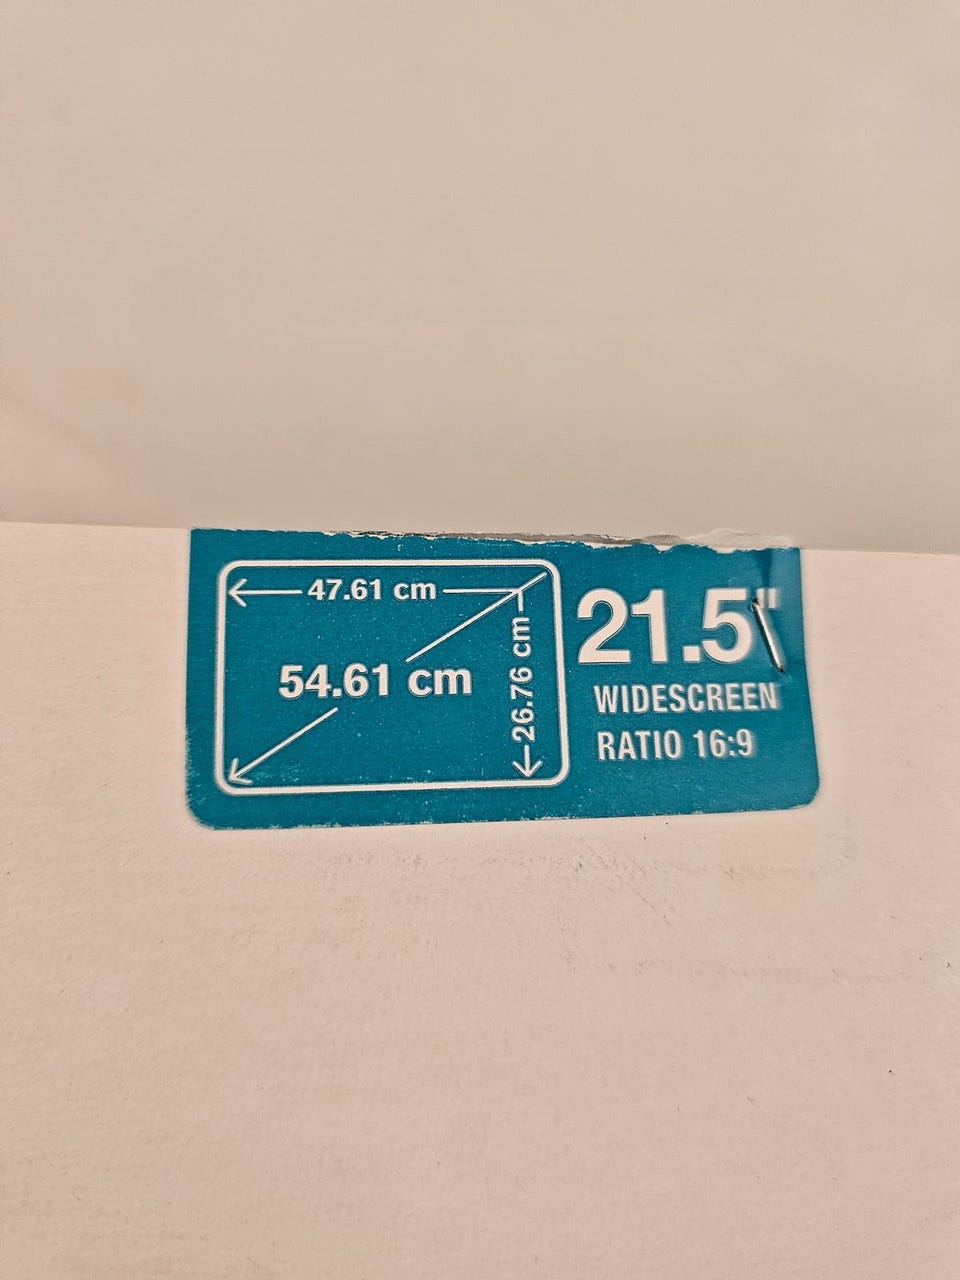 47.61 cm
54.61 cm
26.76 cm
21.5"
WIDESCREEN
RATIO 16:9